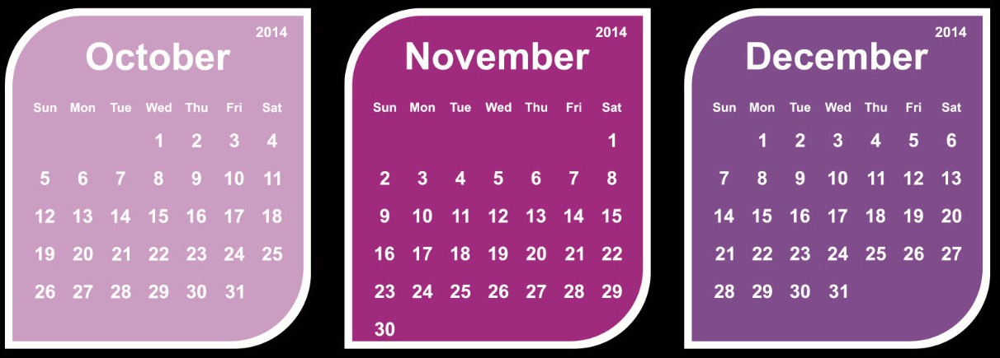 2014
October
Sun Mon Tue Wed Thu Fri Sat
1 2 3 4
5 6 7 8 9 10 11
12 13 14 15 16 17 18
19 20 21 22 23 24 25
26 27 28 29 30 31
2014
November
Sun Mon Tue Wed Thu Fri Sat
1
2 3 4 5 6 7 8
9 10 11 12 13 14 15
16 17 18 19 20 21 22
23 24 25 26 27 28 29
30
2014
December
Sun Mon Tue Wed Thu Fri Sat
1 2 3 4 5 6
7 8 9 10 11 12 13
14 15 16 17 18 19 20
21 22 23 24 25 26 27
28 29 30 31